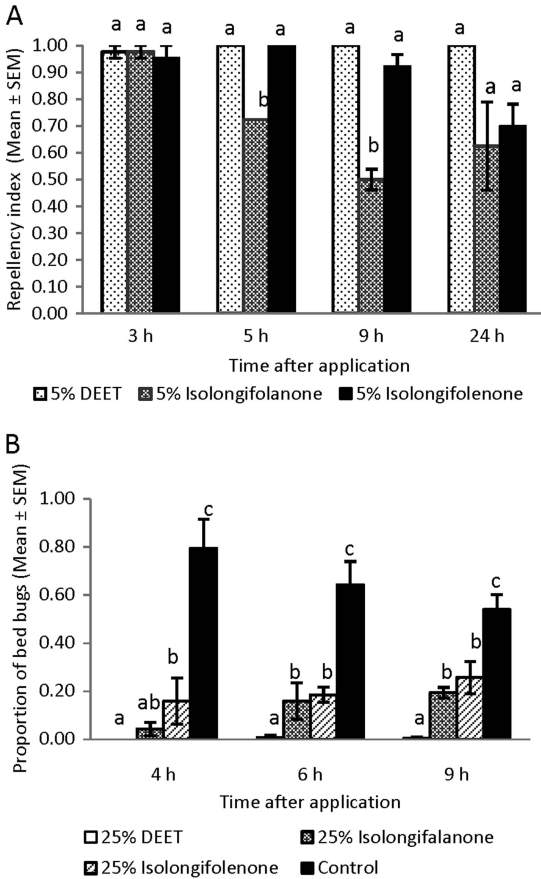 A
a a a a a a a a a
b
b
a
1.00
0.90
0.80
0.70
0.60
0.50
0.40
0.30
0.20
0.10
0.00
Repellency index (Mean ± SEM)
3 h 5 h 9 h 24 h
Time after application
5% DEET 5% Isolongifolanone 5% Isolongifolenone
B
1.00
0.80
0.60
0.40
0.20
0.00
Proportion of bed bugs (Mean ± SEM)
a ab b c
a b b c
a b b c
4 h 6 h 9 h
Time after application
25% DEET 25% Isolongifalanone
25% Isolongifolenone Control